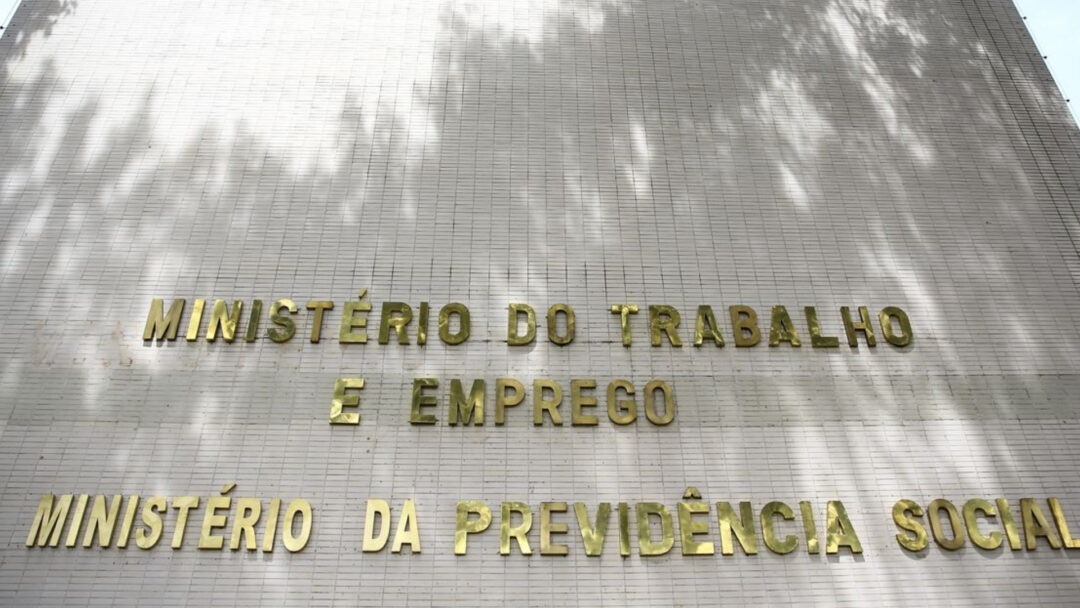 MINISTÉRIO DO TRABALHO
E EMPREGO
MINISTÉRIO DA PREVIDÊNCIA SOCIAL